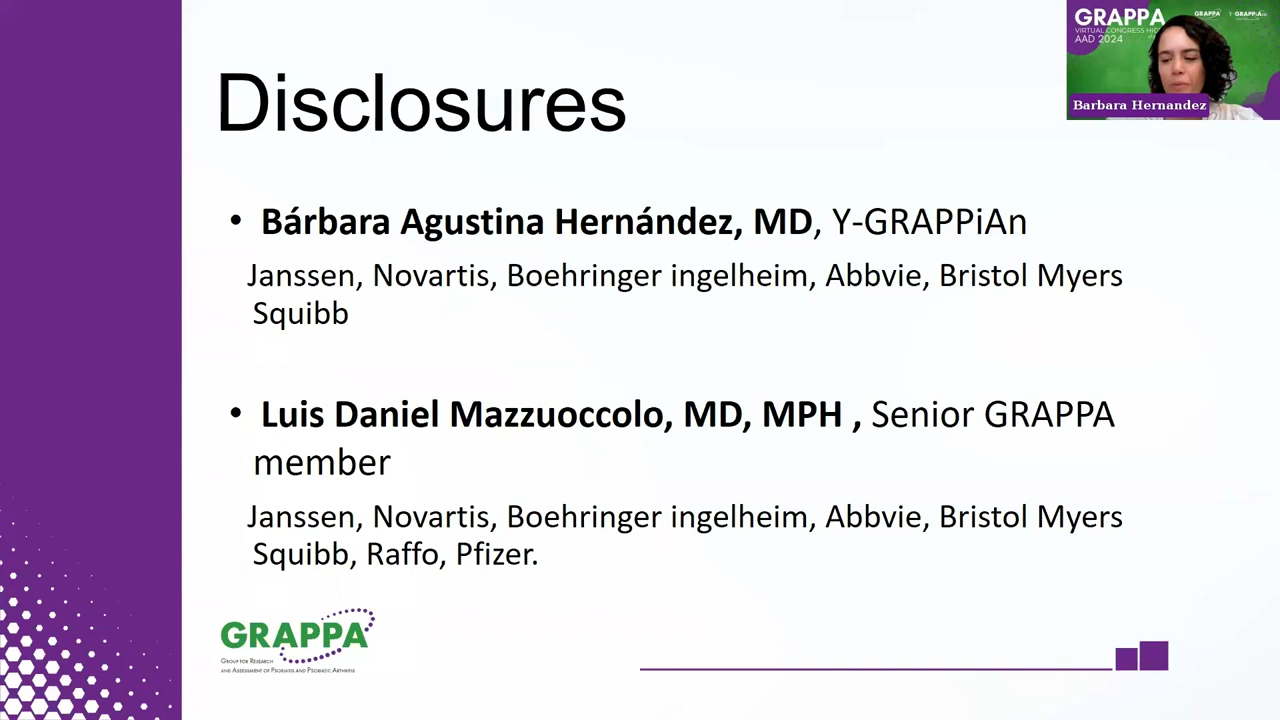 Disclosures
• Bárbara Agustina Hernández, MD, Y-GRAPPiAn
Janssen, Novartis, Boehringer ingelheim, Abbvie, Bristol Myers
Squibb
• Luis Daniel Mazzuoccolo, MD, MPH , Senior GRAPPA
member
Janssen, Novartis, Boehringer ingelheim, Abbvie, Bristol Myers
Squibb, Raffo, Pfizer.
GRAPPA
Group for Research
and Assessment of Psoriasis and Psoriatic Arthritis
GRAPPA
VIRTUAL CONGRESS
AAD 2024
GRAPPA
Barbara Hernandez